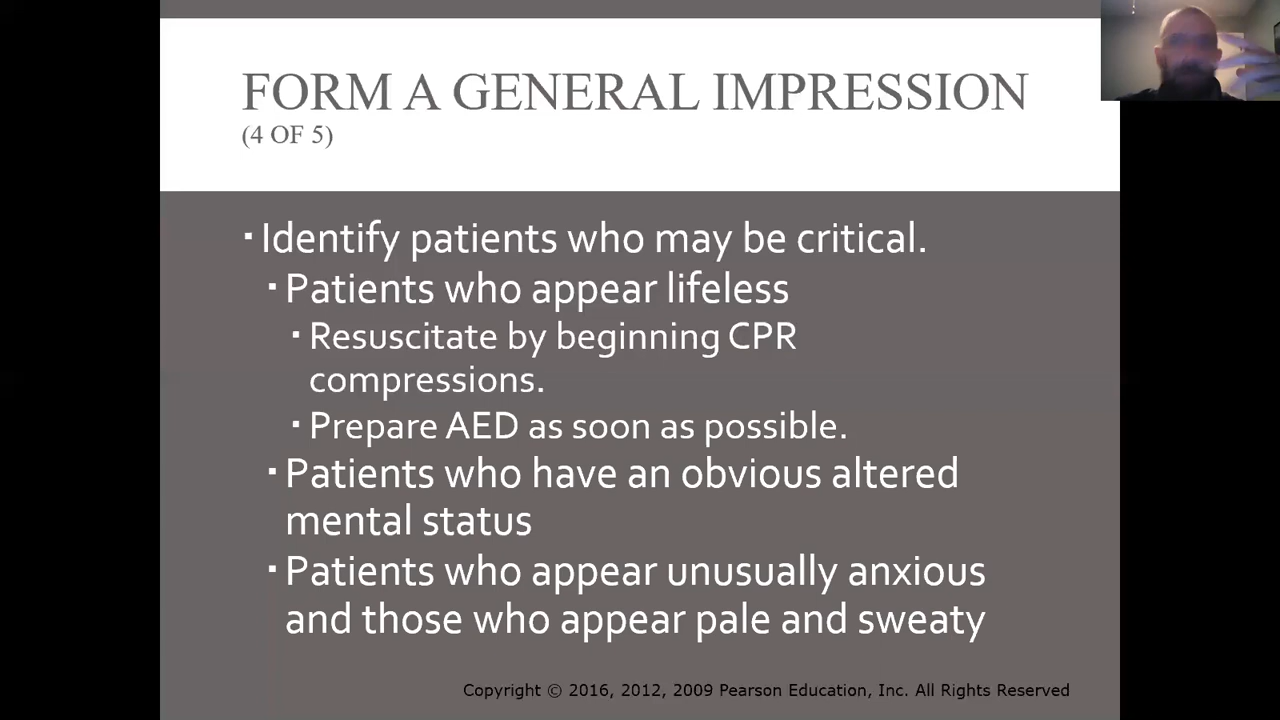 FORM A GENERAL IMPRESSION
(4 OF 5)
▪ Identify patients who may be critical.
▪ Patients who appear lifeless
▪ Resuscitate by beginning CPR
compressions.
▪ Prepare AED as soon as possible.
▪ Patients who have an obvious altered
mental status
▪ Patients who appear unusually anxious
and those who appear pale and sweaty
Copyright © 2016, 2012, 2009 Pearson Education, Inc. All Rights Reserved